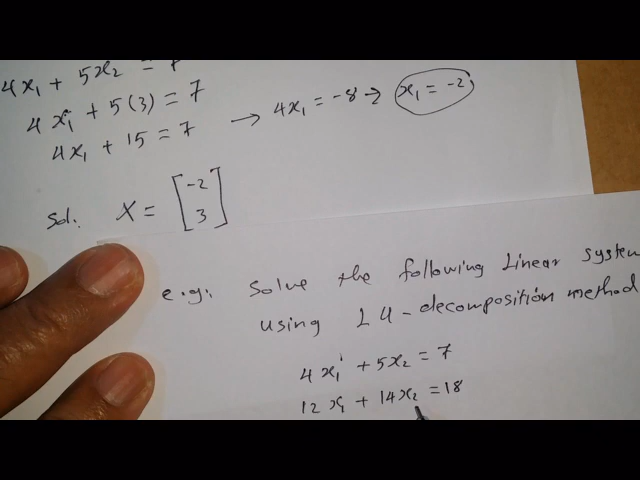 4x₁ + 5x₂ = 7
4x₁ + 5(3) = 7
4x₁ + 15 = 7 → 4x₁ = -8 → x₁ = -2
Sol. X = [-2
3]
e.g:. Solve the following Linear system
using LU-decomposition method
4x₁ + 5x₂ = 7
12x₁ + 14x₂ = 18